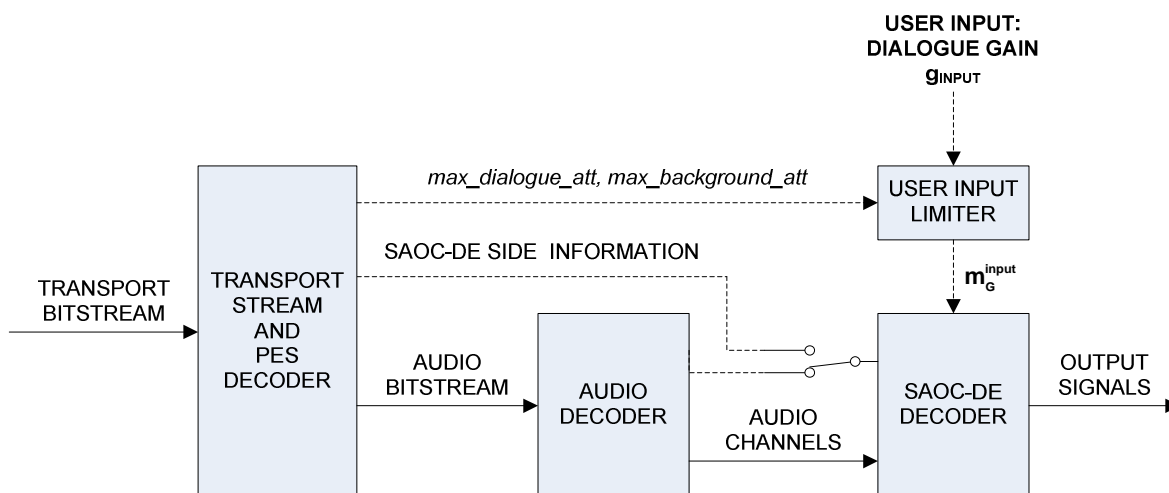 USER INPUT:
DIALOGUE GAIN
gINPUT
max_dialogue_att, max_background_att
USER INPUT
LIMITER
SAOC-DE SIDE INFORMATION
mGinput
TRANSPORT
BITSTREAM
TRANSPORT
STREAM
AND
PES
DECODER
AUDIO
BITSTREAM
AUDIO
DECODER
AUDIO
CHANNELS
SAOC-DE
DECODER
OUTPUT
SIGNALS